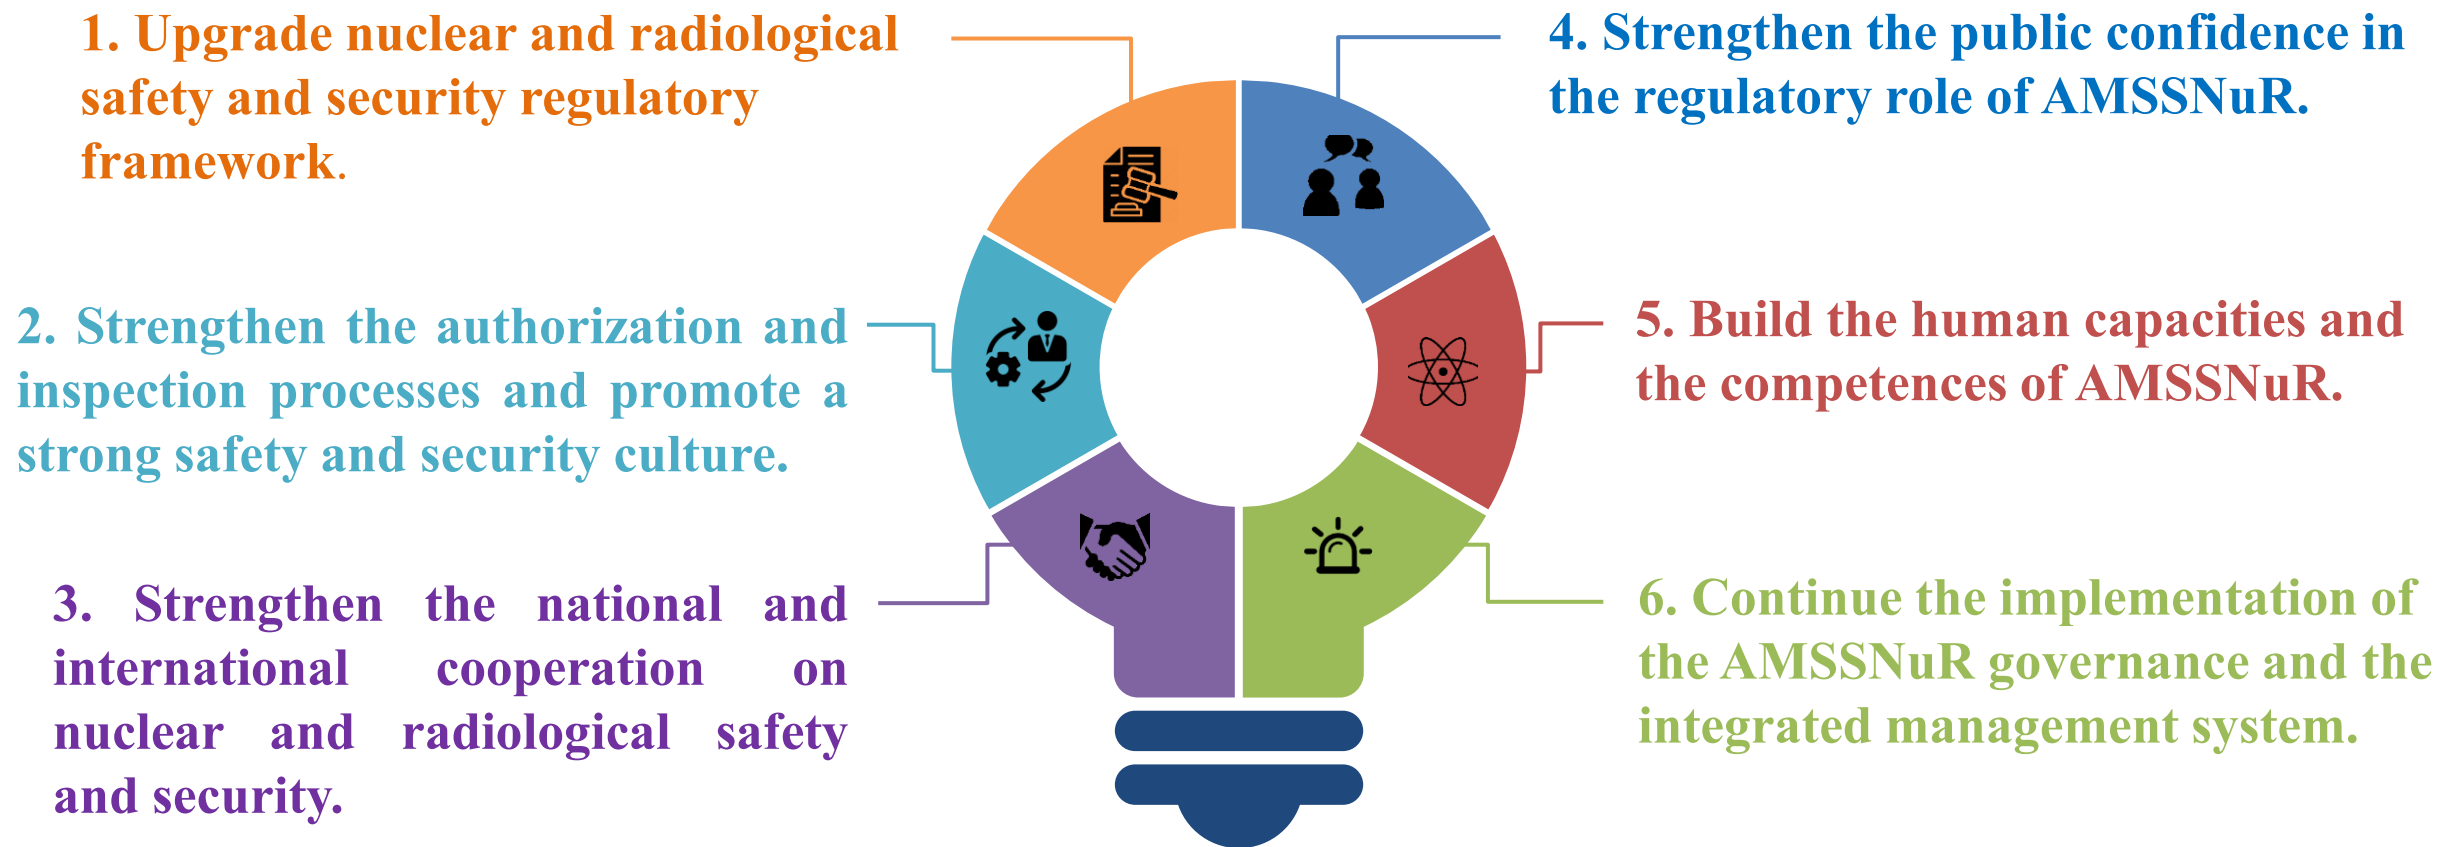 1. Upgrade nuclear and radiological
safety and security regulatory
framework.
2. Strengthen the authorization and
inspection processes and promote a
strong safety and security culture.
3. Strengthen the national and
international cooperation on
nuclear and radiological safety
and security.
4. Strengthen the public confidence in
the regulatory role of AMSSNuR.
5. Build the human capacities and
the competences of AMSSNuR.
6. Continue the implementation of
the AMSSNuR governance and the
integrated management system.